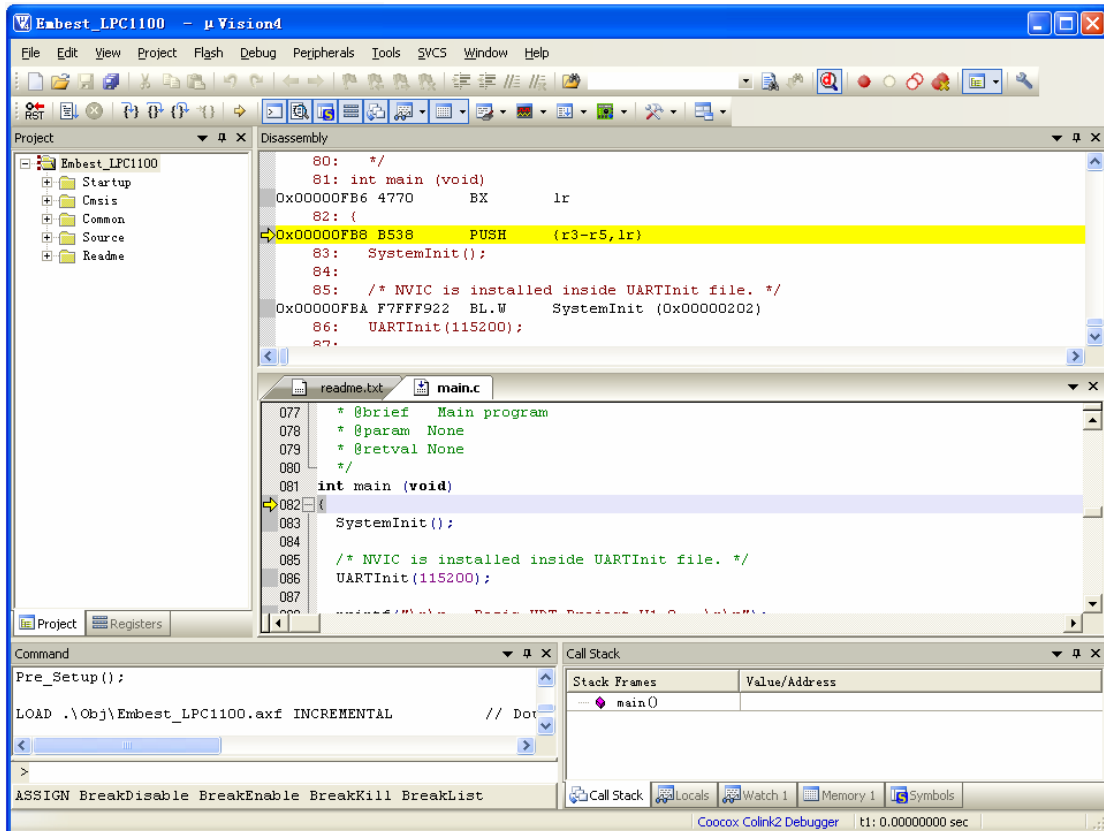 Embest_LPC1100 - μVision4
File Edit View Project Flash Debug Peripherals Tools SVCS Window Help
RST
Project
Embest_LPC1100
Startup
Cmsis
Common
Source
Readme
Project Registers
Disassembly
80: */
81: int main (void)
0x00000FB6 4770 BX lr
82: {
0x00000FB8 B538 PUSH {r3-r5,lr}
83: SystemInit();
84:
85: /* NVIC is installed inside UARTInit file. */
0x00000FBA F7FFF922 BL.W SystemInit (0x00000202)
86: UARTInit(115200);
87:
readme.txt main.c
077 * @brief Main program
078 * @param None
079 * @retval None
080 */
081 int main (void)
082 {
083 SystemInit();
084
085 /* NVIC is installed inside UARTInit file. */
086 UARTInit(115200);
087
Command
Pre_Setup();
LOAD .\Obj\Embest_LPC1100.axf INCREMENTAL //
>
ASSIGN BreakDisable BreakEnable BreakKill BreakList
Call Stack
Stack Frames Value/Address
main()
Call Stack Locals Watch 1 Memory 1 Symbols
Coocox Colink2 Debugger t1: 0.00000000 sec